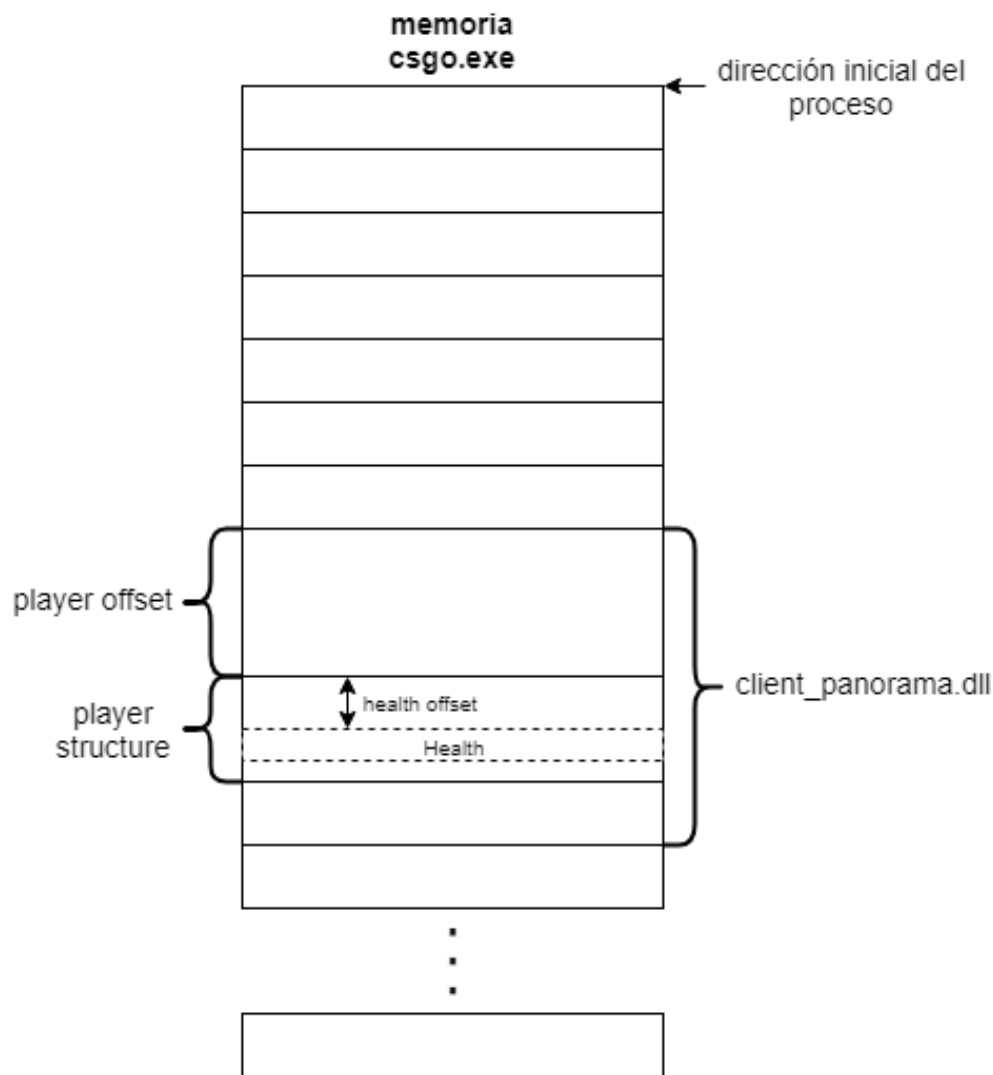 memoria
csgo.exe
dirección inicial del
proceso
player offset
client_panorama.dll
health offset
player
structure
Health